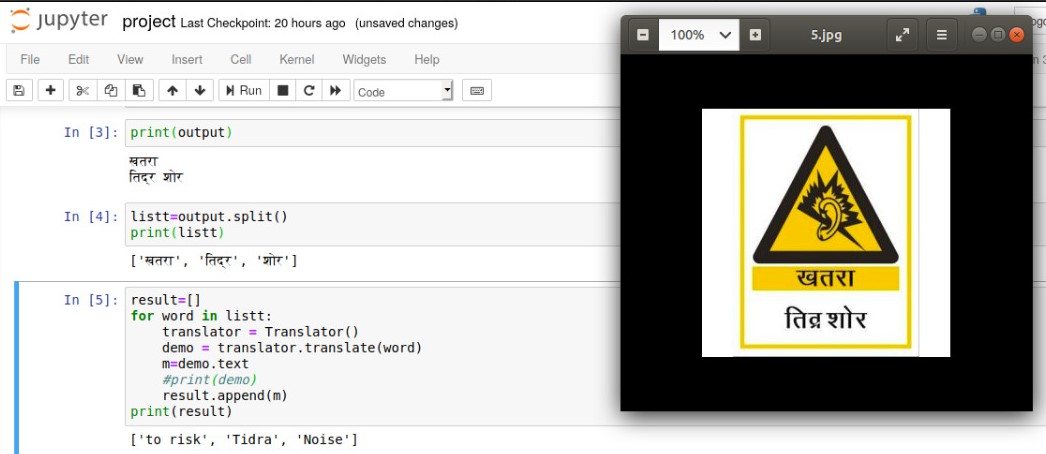 jupyter project Last Checkpoint: 20 hours ago (unsaved changes)
File Edit View Insert Cell Kernel Widgets Help
Run Code
In [3]: print(output)
खतरा
तिद्र शोर
In [4]: listt=output.split()
print(listt)
['खतरा', 'तिद्र', 'शोर']
In [5]: result=[]
for word in listt:
translator = Translator()
demo = translator.translate(word)
m=demo.text
#print(demo)
result.append(m)
print(result)
['to risk', 'Tidra', 'Noise']
100% 5.jpg
खतरा
तिव्र शोर